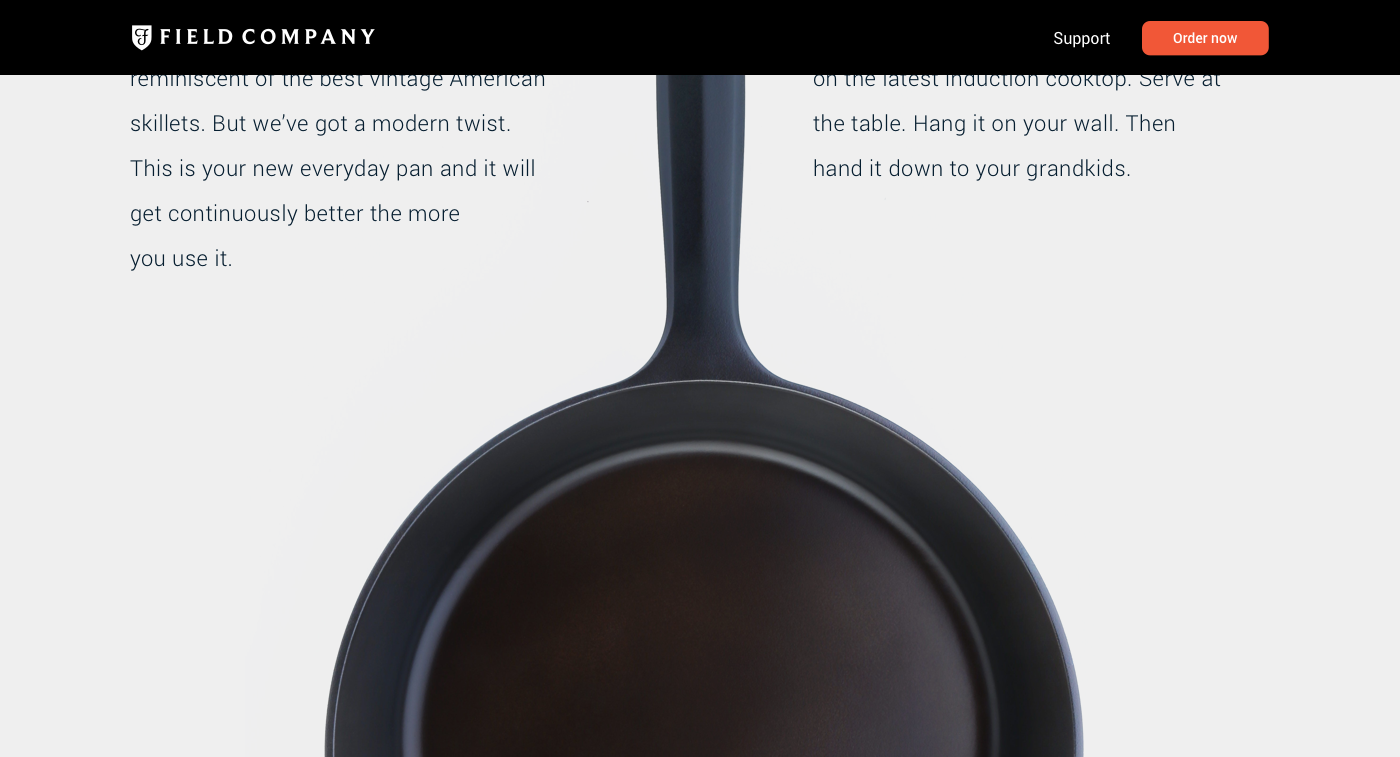 FIELD COMPANY
Support
Order now
reminiscent of the best vintage American
skillets. But we’ve got a modern twist.
This is your new everyday pan and it will
get continuously better the more
you use it.
on the latest induction cooktop. Serve at
the table. Hang it on your wall. Then
hand it down to your grandkids.